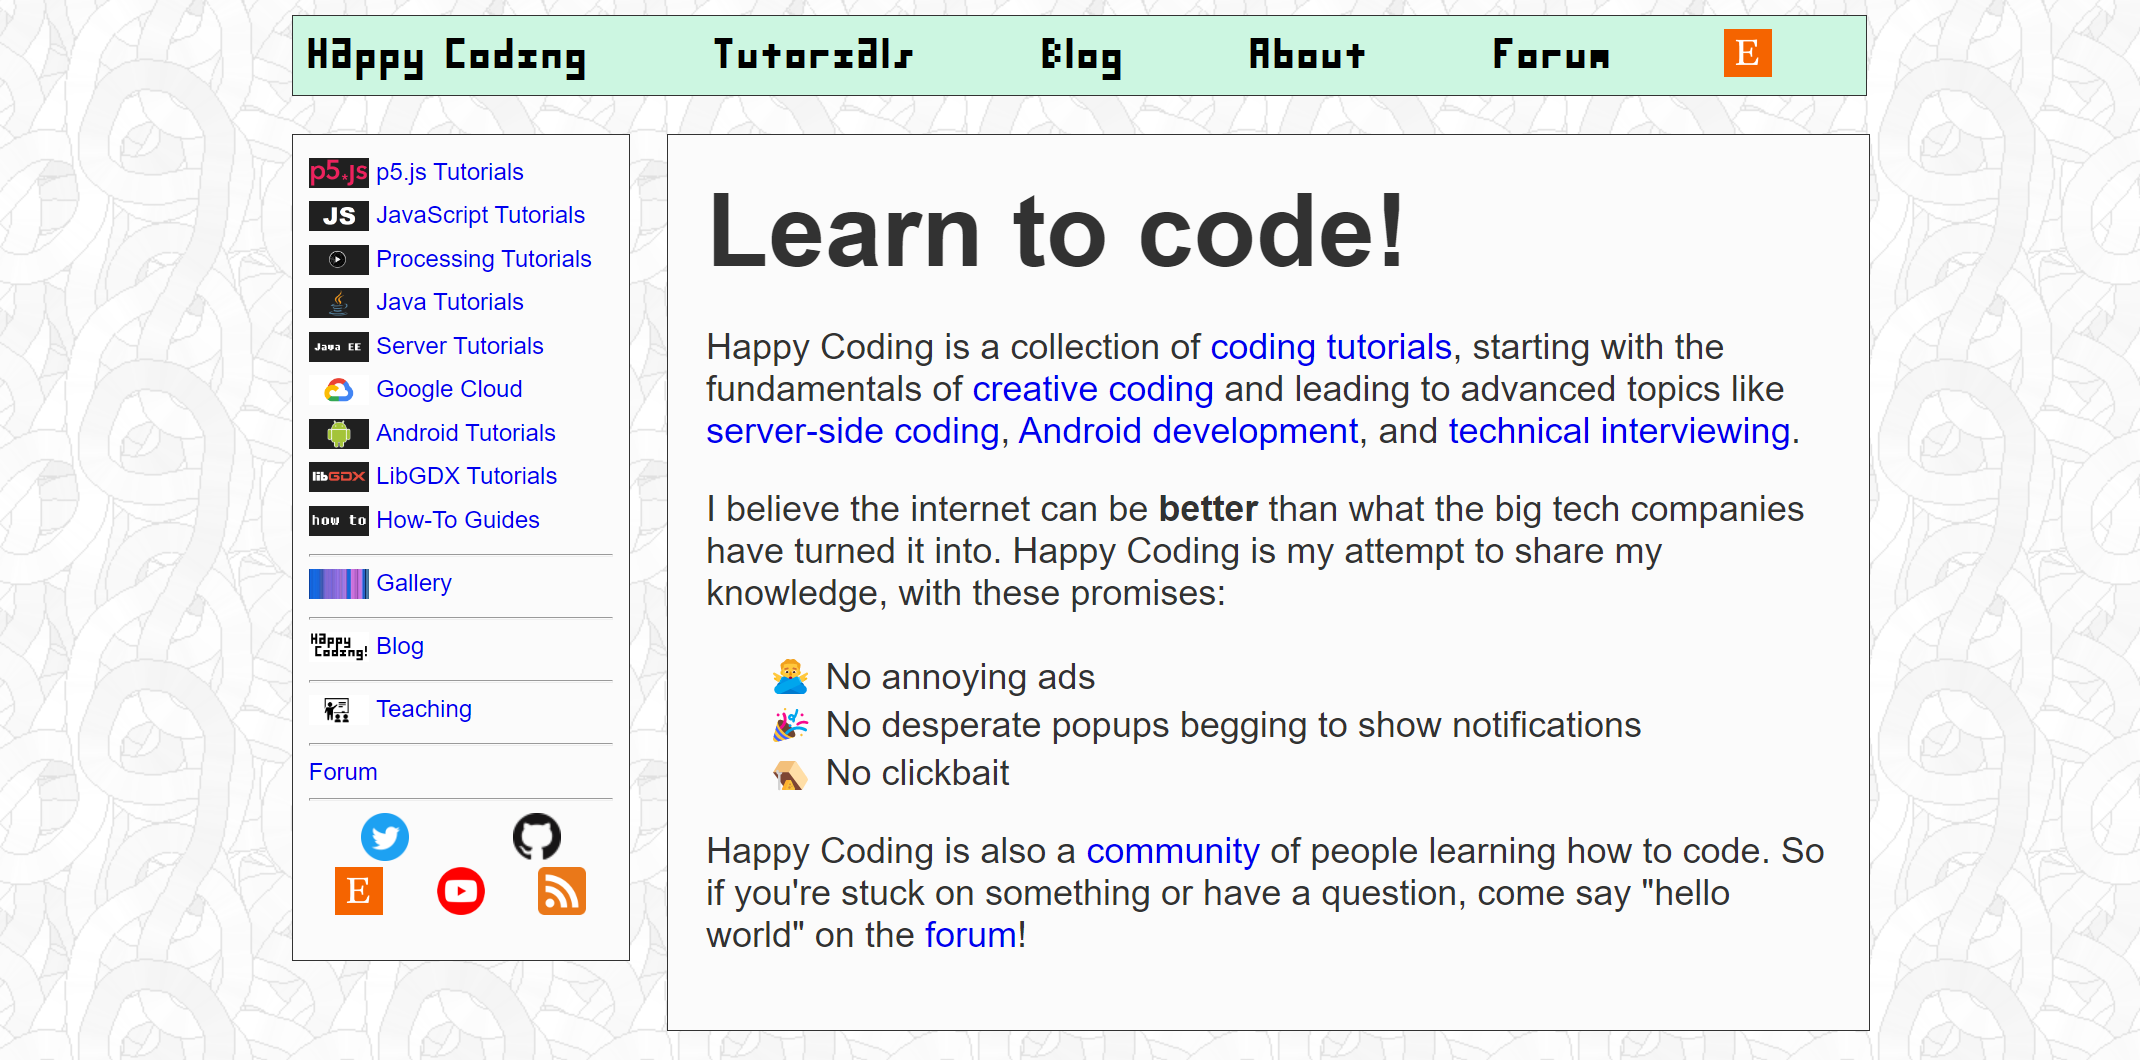 Happy Coding Tutorials Blog About Forum E
p5.js p5.js Tutorials
JS JavaScript Tutorials
Processing Tutorials
Java Tutorials
Java EE Server Tutorials
Google Cloud
Android Tutorials
libGDX LibGDX Tutorials
how to How-To Guides
Gallery
Happy
Coding! Blog
Teaching
Forum
E
Learn to code!
Happy Coding is a collection of coding tutorials, starting with the
fundamentals of creative coding and leading to advanced topics like
server-side coding, Android development, and technical interviewing.
I believe the internet can be better than what the big tech companies
have turned it into. Happy Coding is my attempt to share my
knowledge, with these promises:
No annoying ads
No desperate popups begging to show notifications
No clickbait
Happy Coding is also a community of people learning how to code. So
if you're stuck on something or have a question, come say "hello
world" on the forum!